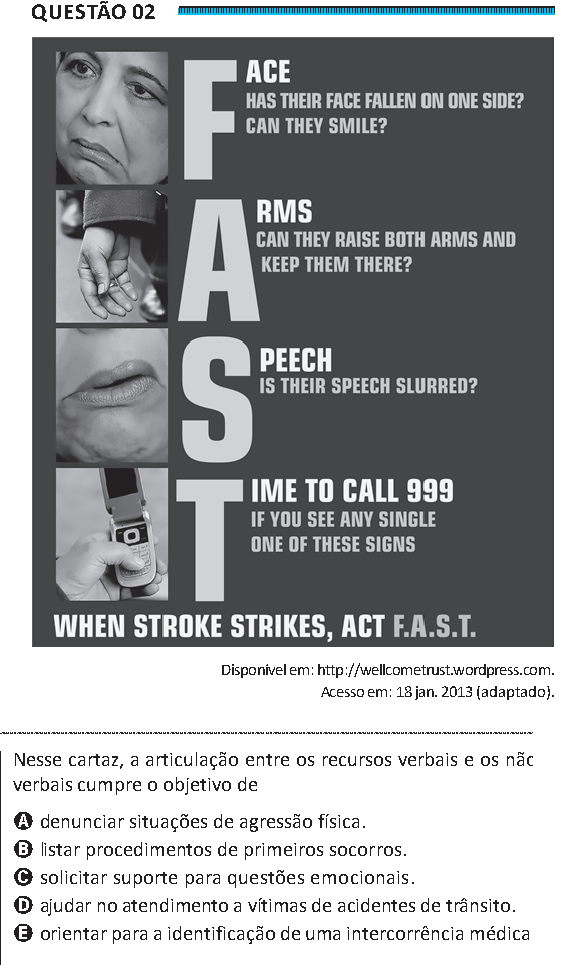 QUESTÃO 02
FACE
HAS THEIR FACE FALLEN ON ONE SIDE?
CAN THEY SMILE?
ARMS
CAN THEY RAISE BOTH ARMS AND
KEEP THEM THERE?
SPEECH
IS THEIR SPEECH SLURRED?
TIME TO CALL 999
IF YOU SEE ANY SINGLE
ONE OF THESE SIGNS
WHEN STROKE STRIKES, ACT F.A.S.T.
Disponível em: http://wellcometrust.wordpress.com.
Acesso em: 18 jan. 2013 (adaptado).
Nesse cartaz, a articulação entre os recursos verbais e os nãc
verbais cumpre o objetivo de
A denunciar situações de agressão física.
B listar procedimentos de primeiros socorros.
C solicitar suporte para questões emocionais.
D ajudar no atendimento a vítimas de acidentes de trânsito.
E orientar para a identificação de uma intercorrência médica